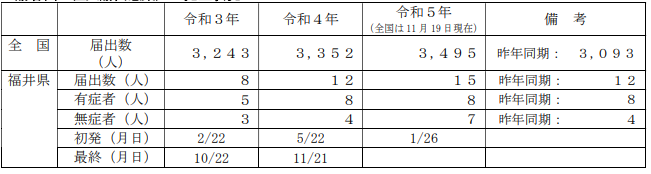 令和３年 令和４年 令和５年 備 考
(全国は11月19日現在)
全 国 届出数(人) ３，２４３ ３，３５２ ３，４９５ 昨年同期： ３，０９３
福井県 届出数（人） ８ １２ １５ 昨年同期： １２
有症者（人） ５ ８ ８ 昨年同期： ８
無症者（人） ３ ４ ７ 昨年同期： ４
初発（月日） 2/22 5/22 1/26
最終（月日） 10/22 11/21